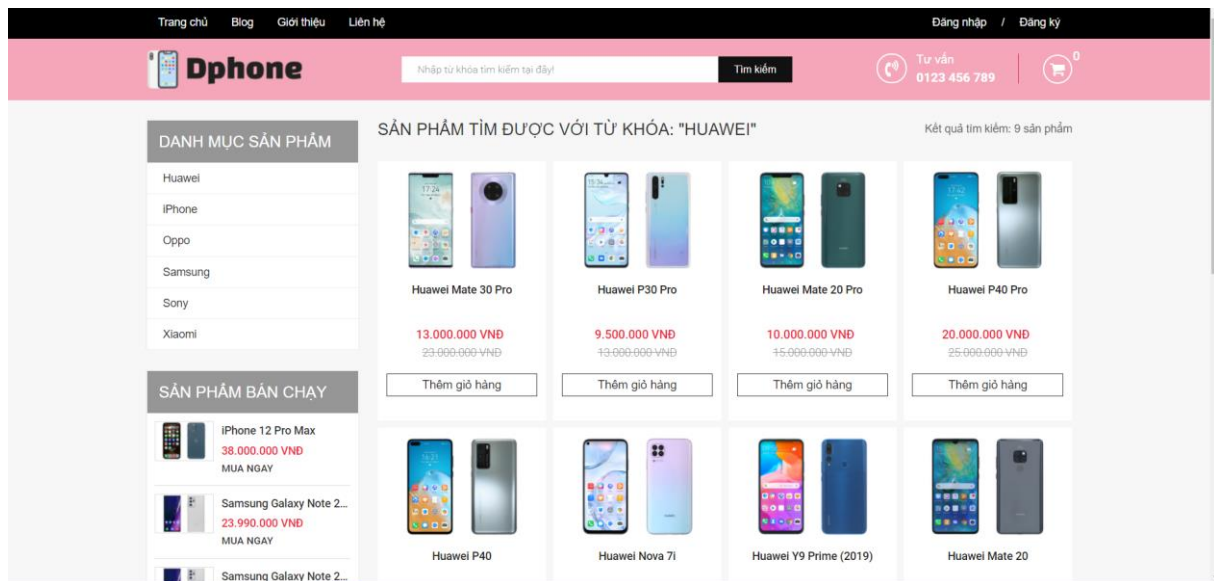 Trang chủ Blog Giới thiệu Liên hệ Đăng nhập / Đăng ký
Dphone
Nhập từ khóa tìm kiếm tại đây!
Tìm kiếm
Tư vấn
0123 456 789
0
DANH MỤC SẢN PHẨM
Huawei
iPhone
Oppo
Samsung
Sony
Xiaomi
SẢN PHẨM BÁN CHẠY
iPhone 12 Pro Max
38.000.000 VNĐ
MUA NGAY
Samsung Galaxy Note 2...
23.990.000 VNĐ
MUA NGAY
Samsung Galaxy Note 2...
SẢN PHẨM TÌM ĐƯỢC VỚI TỪ KHÓA: "HUAWEI"
Kết quả tìm kiếm: 9 sản phẩm
Huawei Mate 30 Pro
13.000.000 VNĐ
23.000.000 VNĐ
Thêm giỏ hàng
Huawei P30 Pro
9.500.000 VNĐ
13.000.000 VNĐ
Thêm giỏ hàng
Huawei Mate 20 Pro
10.000.000 VNĐ
15.000.000 VNĐ
Thêm giỏ hàng
Huawei P40 Pro
20.000.000 VNĐ
25.000.000 VNĐ
Thêm giỏ hàng
Huawei P40
Huawei Nova 7i
Huawei Y9 Prime (2019)
Huawei Mate 20